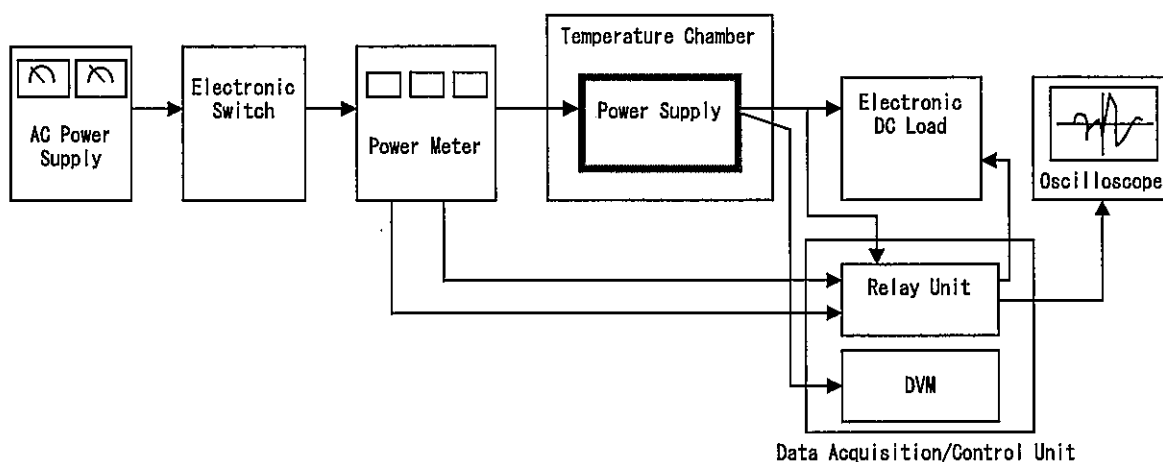 AC Power
Supply
Electronic
Switch
Power Meter
Temperature Chamber
Power Supply
Electronic
DC Load
Oscilloscope
Relay Unit
DVM
Data Acquisition/Control Unit